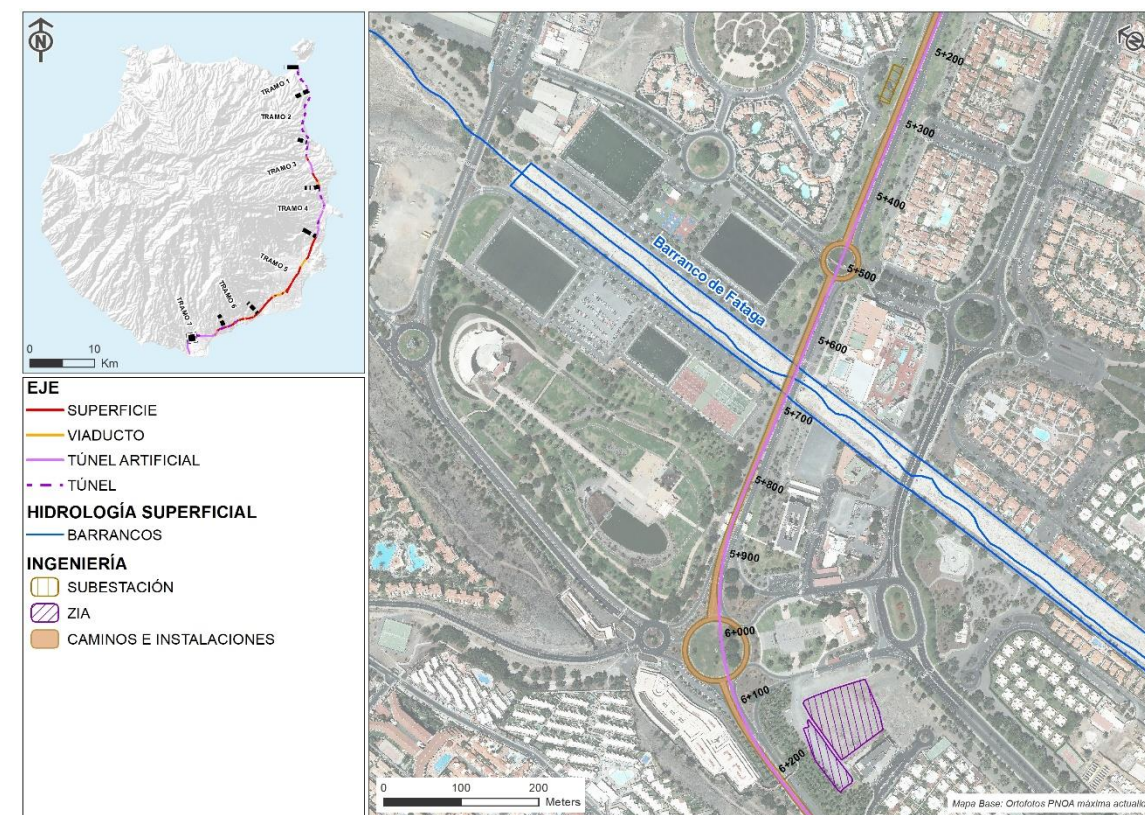 N
TRAMO 1
TRAMO 2
TRAMO 3
TRAMO 4
TRAMO 5
TRAMO 6
TRAMO 7
0 10
Km
EJE
SUPERFICIE
VIADUCTO
TÚNEL ARTIFICIAL
TÚNEL
HIDROLOGÍA SUPERFICIAL
BARRANCOS
INGENIERÍA
SUBESTACIÓN
ZIA
CAMINOS E INSTALACIONES
N
5+200
5+300
5+400
5+500
Barranco de Fataga
5+600
5+700
5+800
5+900
6+000
6+100
6+200
0 100 200
Meters
Mapa Base: Ortofotos PNOA máxima actualid